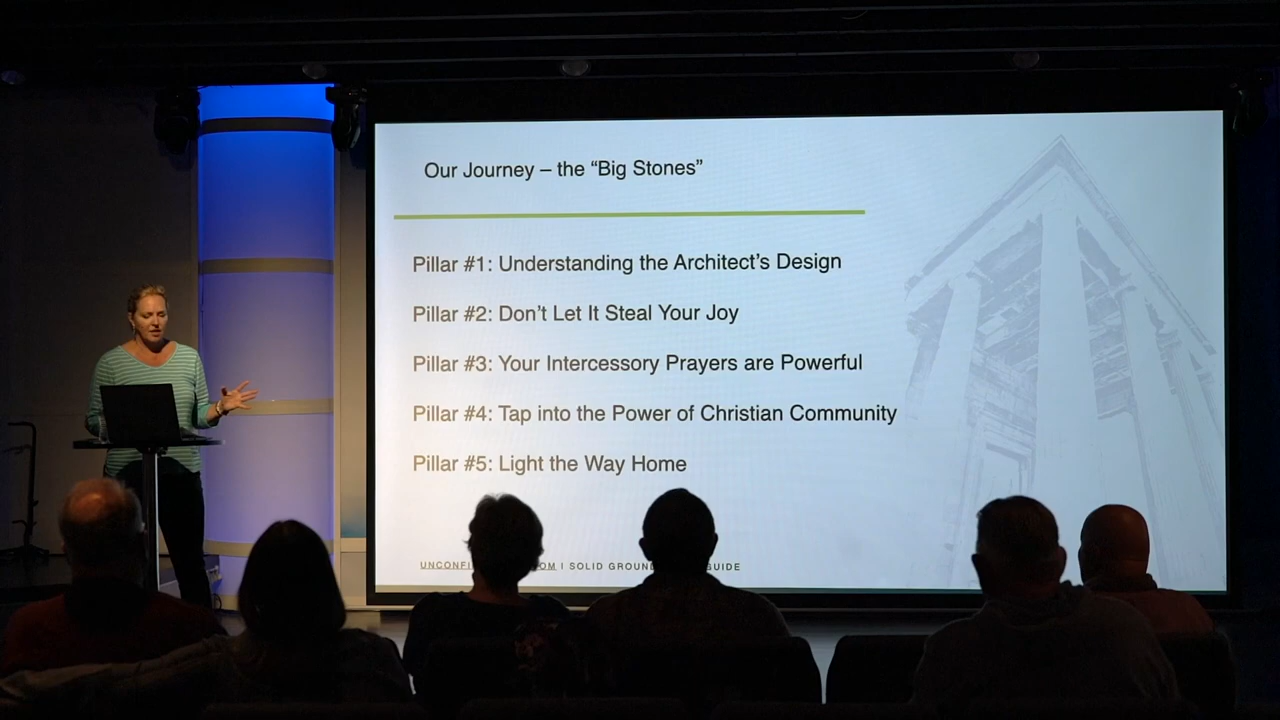 Our Journey – the “Big Stones”
Pillar #1: Understanding the Architect’s Design
Pillar #2: Don’t Let It Steal Your Joy
Pillar #3: Your Intercessory Prayers are Powerful
Pillar #4: Tap into the Power of Christian Community
Pillar #5: Light the Way Home
| SOLID